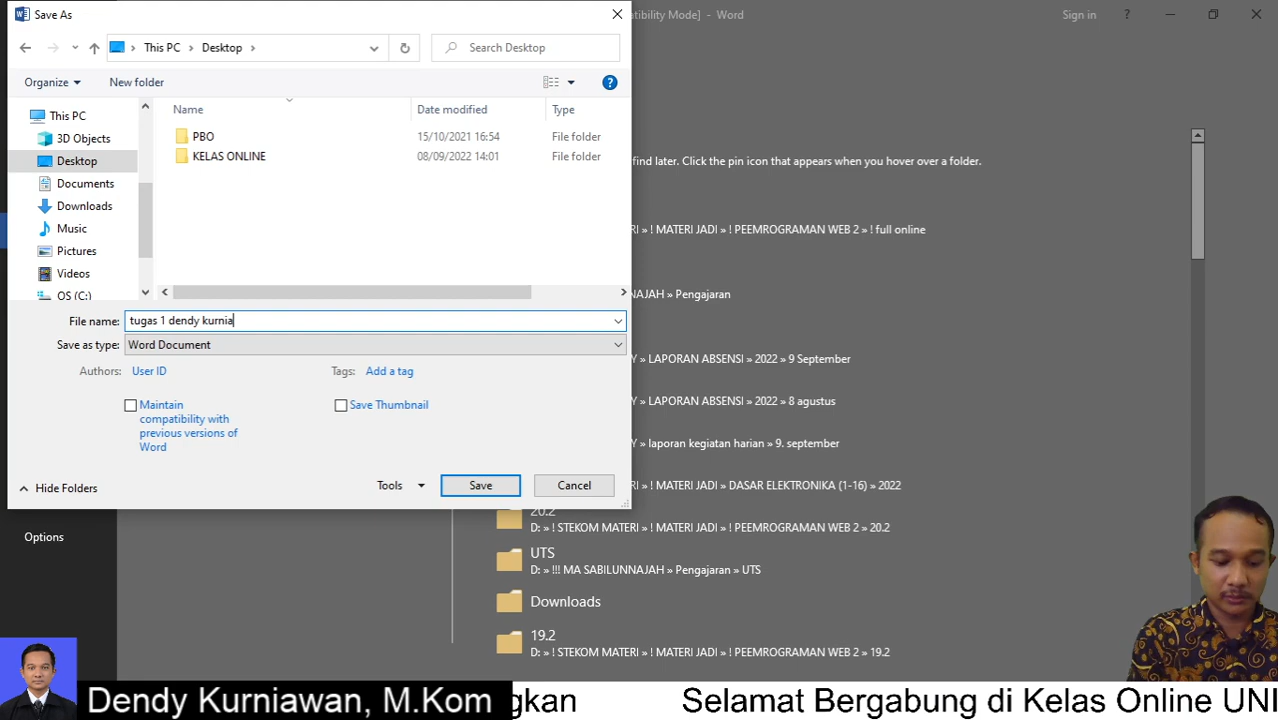 Save As
tibility Mode] - Word
Sign in
?
This PC
Desktop
Search Desktop
Organize
New folder
?
This PC
3D Objects
Desktop
Documents
Downloads
Music
Pictures
Videos
OS (C:)
Name
Date modified
Type
PBO
15/10/2021 16:54
File folder
KELAS ONLINE
08/09/2022 14:01
File folder
File name:
tugas 1 dendy kurnia
Save as type:
Word Document
Authors:
User ID
Tags:
Add a tag
Maintain
compatibility with
previous versions of
Word
Save Thumbnail
Hide Folders
Tools
Save
Cancel
find later. Click the pin icon that appears when you hover over a folder.
RI » ! MATERI JADI » ! PEEMROGRAMAN WEB 2 » ! full online
NAJAH » Pengajaran
Y » LAPORAN ABSENSI » 2022 » 9 September
Y » LAPORAN ABSENSI » 2022 » 8 agustus
Y » laporan kegiatan harian » 9. september
RI » ! MATERI JADI » DASAR ELEKTRONIKA (1-16) » 2022
20.2
D: » ! STEKOM MATERI » ! MATERI JADI » ! PEEMROGRAMAN WEB 2 » 20.2
UTS
D: » !!! MA SABILUNNAJAH » Pengajaran » UTS
Downloads
19.2
D: » ! STEKOM MATERI » ! MATERI JADI » ! PEEMROGRAMAN WEB 2 » 19.2
Options
Dendy Kurniawan, M.Kom
gkan
Selamat Bergabung di Kelas Online UNI